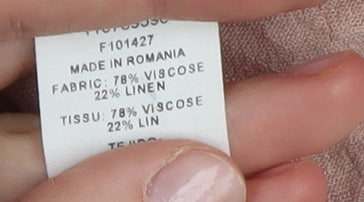 F101427
MADE IN ROMANIA
FABRIC: 78% VISCOSE
22% LINEN
TISSU: 78% VISCOSE
22% LIN